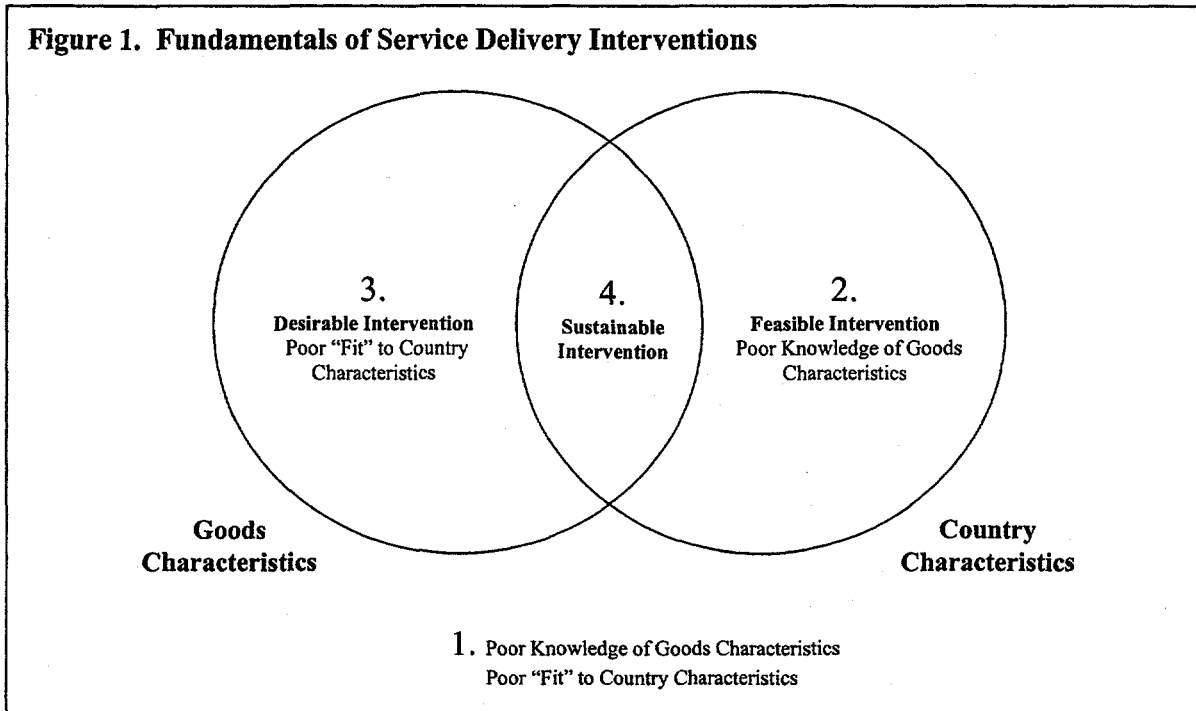 Figure 1. Fundamentals of Service Delivery Interventions
3.
Desirable Intervention
Poor “Fit” to Country
Characteristics
4.
Sustainable
Intervention
2.
Feasible Intervention
Poor Knowledge of Goods
Characteristics
Goods
Characteristics
Country
Characteristics
1. Poor Knowledge of Goods Characteristics
Poor “Fit” to Country Characteristics